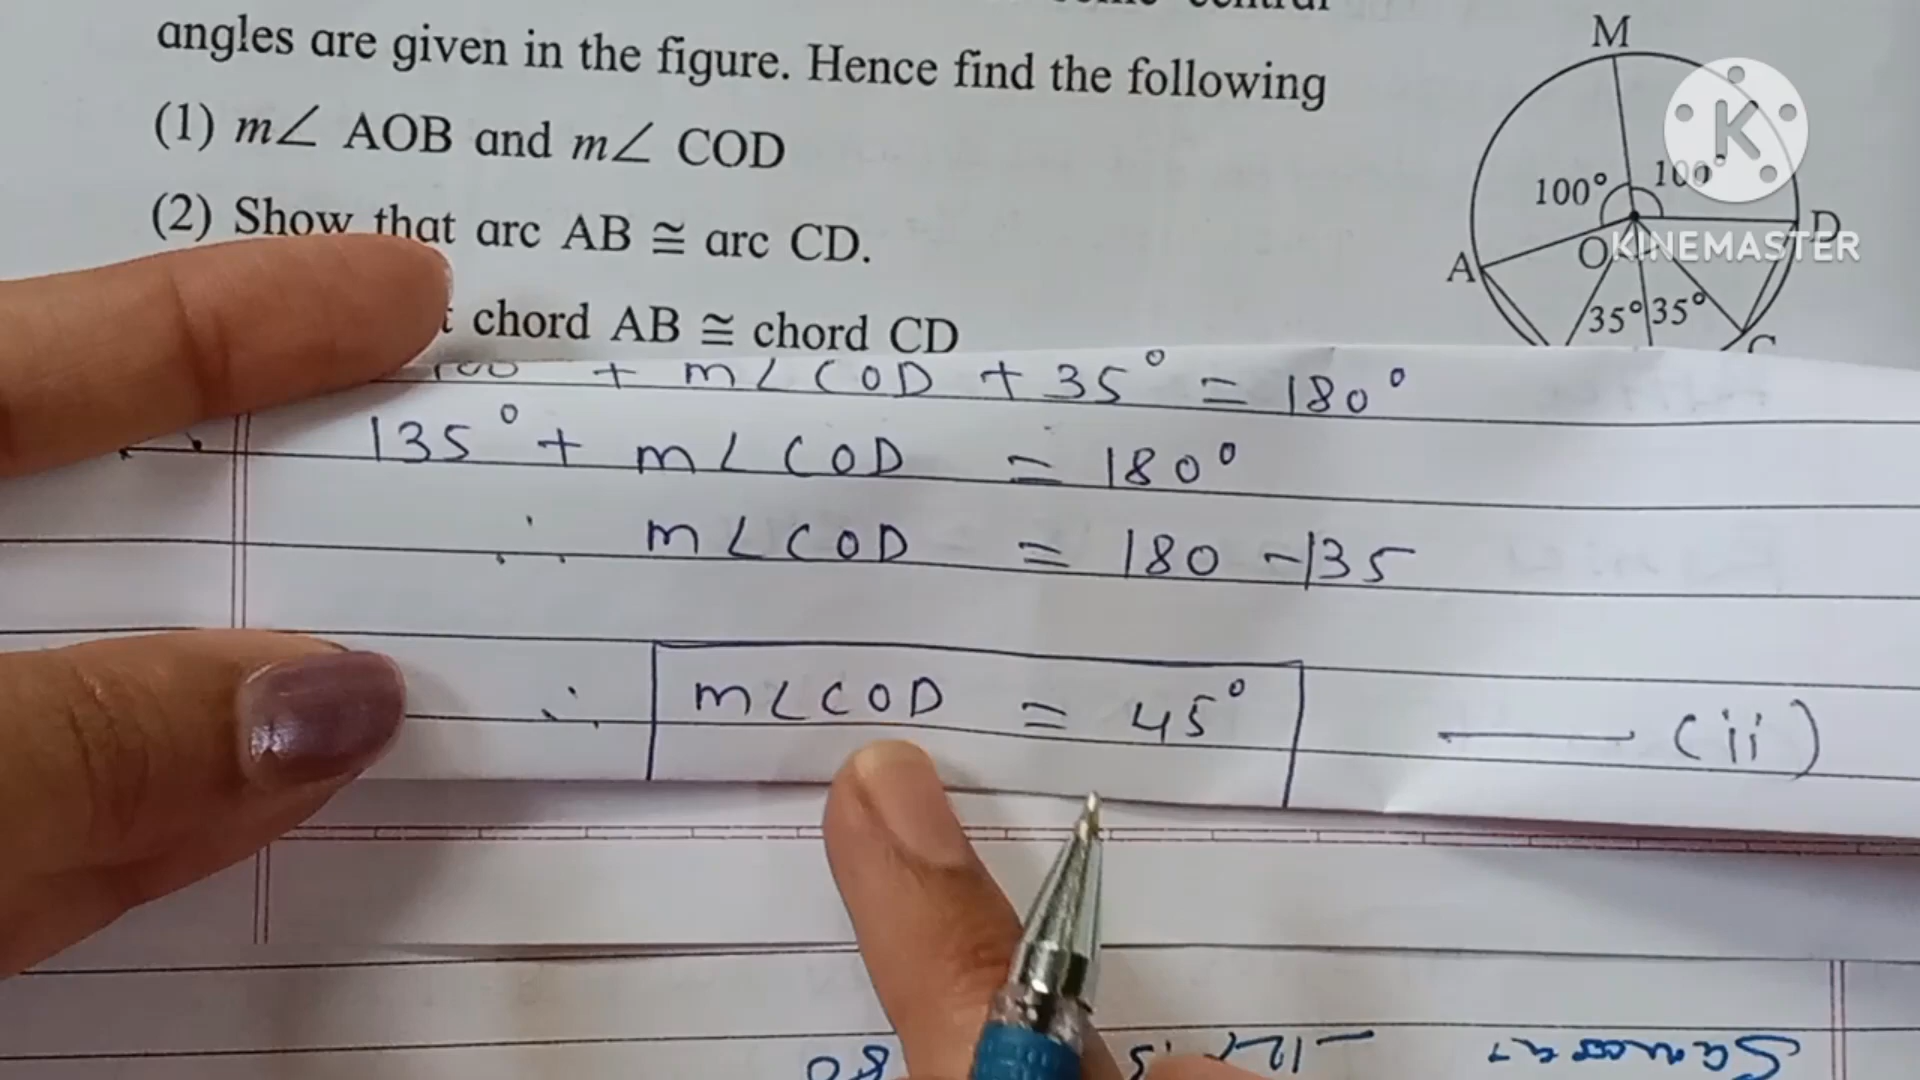 angles are given in the figure. Hence find the following
(1) m∠ AOB and m∠ COD
(2) Show that arc AB ≅ arc CD.
chord AB ≅ chord CD
M
100° 100°
D
O
A
35° 35°
C
KINEMASTER
100° + m∠COD + 35° = 180°
135° + m∠COD = 180°
∴ m∠COD = 180 - 135
∴ m∠COD = 45° — (ii)